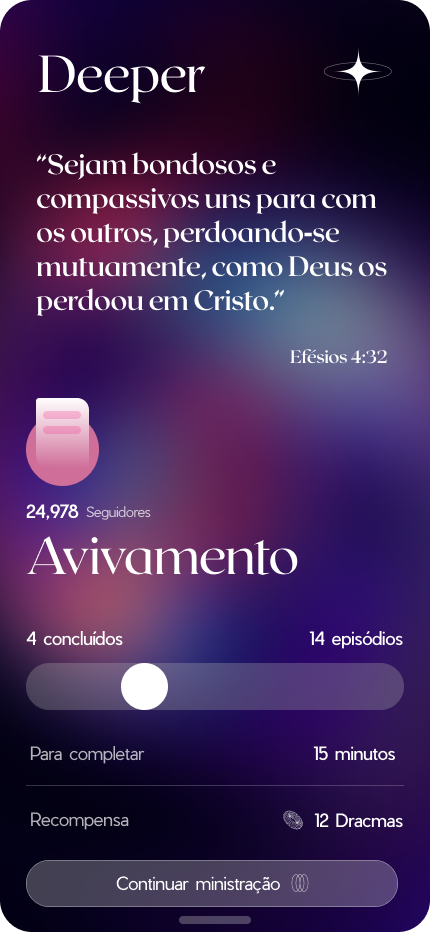 Deeper
“Sejam bondosos e
compassivos uns para com
os outros, perdoando-se
mutuamente, como Deus os
perdoou em Cristo.”
Efésios 4:32
24,978 Seguidores
Avivamento
4 concluídos 14 episódios
Para completar 15 minutos
Recompensa 12 Dracmas
Continuar ministração